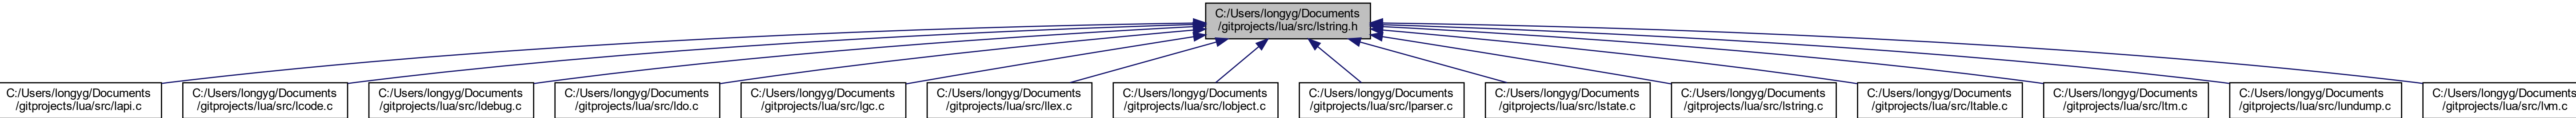 C:/Users/longyg/Documents
/gitprojects/lua/src/lstring.h
C:/Users/longyg/Documents
/gitprojects/lua/src/lapi.c
C:/Users/longyg/Documents
/gitprojects/lua/src/lcode.c
C:/Users/longyg/Documents
/gitprojects/lua/src/ldebug.c
C:/Users/longyg/Documents
/gitprojects/lua/src/ldo.c
C:/Users/longyg/Documents
/gitprojects/lua/src/lgc.c
C:/Users/longyg/Documents
/gitprojects/lua/src/llex.c
C:/Users/longyg/Documents
/gitprojects/lua/src/lobject.c
C:/Users/longyg/Documents
/gitprojects/lua/src/lparser.c
C:/Users/longyg/Documents
/gitprojects/lua/src/lstate.c
C:/Users/longyg/Documents
/gitprojects/lua/src/lstring.c
C:/Users/longyg/Documents
/gitprojects/lua/src/ltable.c
C:/Users/longyg/Documents
/gitprojects/lua/src/ltm.c
C:/Users/longyg/Documents
/gitprojects/lua/src/lundump.c
C:/Users/longyg/Documents
/gitprojects/lua/src/lvm.c